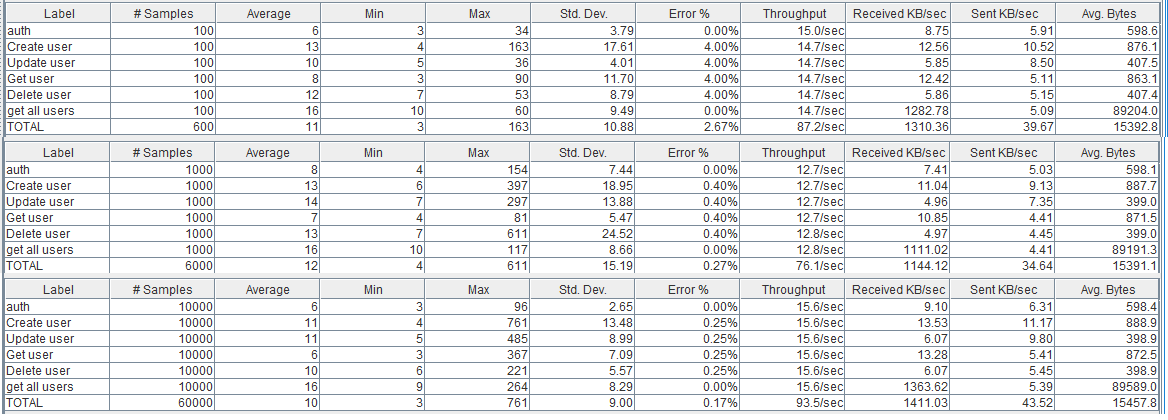 Label # Samples Average Min Max Std. Dev. Error % Throughput Received KB/sec Sent KB/sec Avg. Bytes
auth 100 6 3 34 3.79 0.00% 15.0/sec 8.75 5.91 598.6
Create user 100 13 4 163 17.61 4.00% 14.7/sec 12.56 10.52 876.1
Update user 100 10 5 36 4.01 4.00% 14.7/sec 5.85 8.50 407.5
Get user 100 8 3 90 11.70 4.00% 14.7/sec 12.42 5.11 863.1
Delete user 100 12 7 53 8.79 4.00% 14.7/sec 5.86 5.15 407.4
get all users 100 16 10 60 9.49 0.00% 14.7/sec 1282.78 5.09 89204.0
TOTAL 600 11 3 163 10.88 2.67% 87.2/sec 1310.36 39.67 15392.8
Label # Samples Average Min Max Std. Dev. Error % Throughput Received KB/sec Sent KB/sec Avg. Bytes
auth 1000 8 4 154 7.44 0.00% 12.7/sec 7.41 5.03 598.1
Create user 1000 13 6 397 18.95 0.40% 12.7/sec 11.04 9.13 887.7
Update user 1000 14 7 297 13.88 0.40% 12.7/sec 4.96 7.35 399.0
Get user 1000 7 4 81 5.47 0.40% 12.7/sec 10.85 4.41 871.5
Delete user 1000 13 7 611 24.52 0.40% 12.8/sec 4.97 4.45 399.0
get all users 1000 16 10 117 8.66 0.00% 12.8/sec 1111.02 4.41 89191.3
TOTAL 6000 12 4 611 15.19 0.27% 76.1/sec 1144.12 34.64 15391.1
Label # Samples Average Min Max Std. Dev. Error % Throughput Received KB/sec Sent KB/sec Avg. Bytes
auth 10000 6 3 96 2.65 0.00% 15.6/sec 9.10 6.31 598.4
Create user 10000 11 4 761 13.48 0.25% 15.6/sec 13.53 11.17 888.9
Update user 10000 11 5 485 8.99 0.25% 15.6/sec 6.07 9.80 398.9
Get user 10000 6 3 367 7.09 0.25% 15.6/sec 13.28 5.41 872.5
Delete user 10000 10 6 221 5.57 0.25% 15.6/sec 6.07 5.45 398.9
get all users 10000 16 9 264 8.29 0.00% 15.6/sec 1363.62 5.39 89589.0
TOTAL 60000 10 3 761 9.00 0.17% 93.5/sec 1411.03 43.52 15457.8